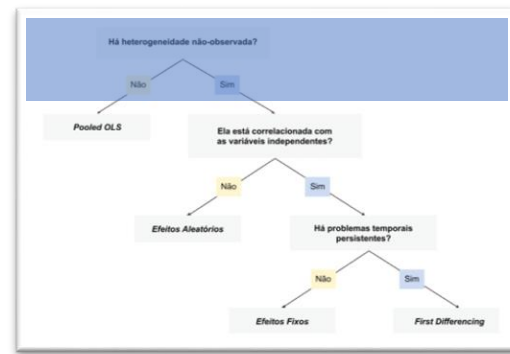 Há heterogeneidade não-observada?
Não
Sim
Pooled OLS
Ela está correlacionada com
as variáveis independentes?
Não
Sim
Efeitos Aleatórios
Há problemas temporais
persistentes?
Não
Sim
Efeitos Fixos
First Differencing